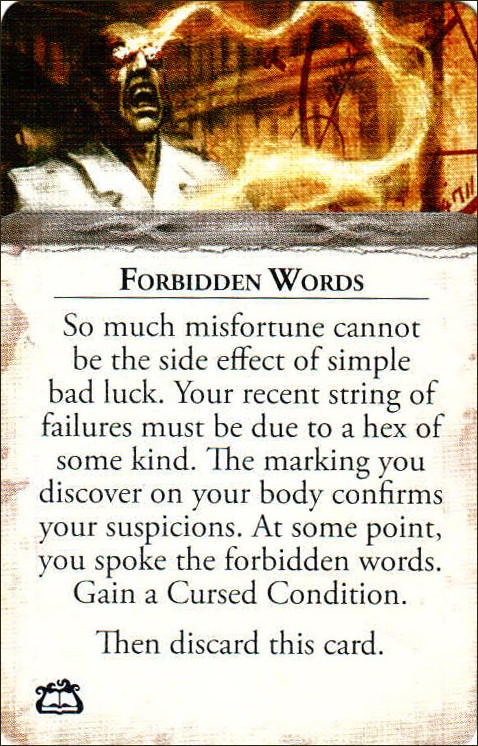 Forbidden Words
So much misfortune cannot
be the side effect of simple
bad luck. Your recent string of
failures must be due to a hex of
some kind. The marking you
discover on your body confirms
your suspicions. At some point,
you spoke the forbidden words.
Gain a Cursed Condition.
Then discard this card.